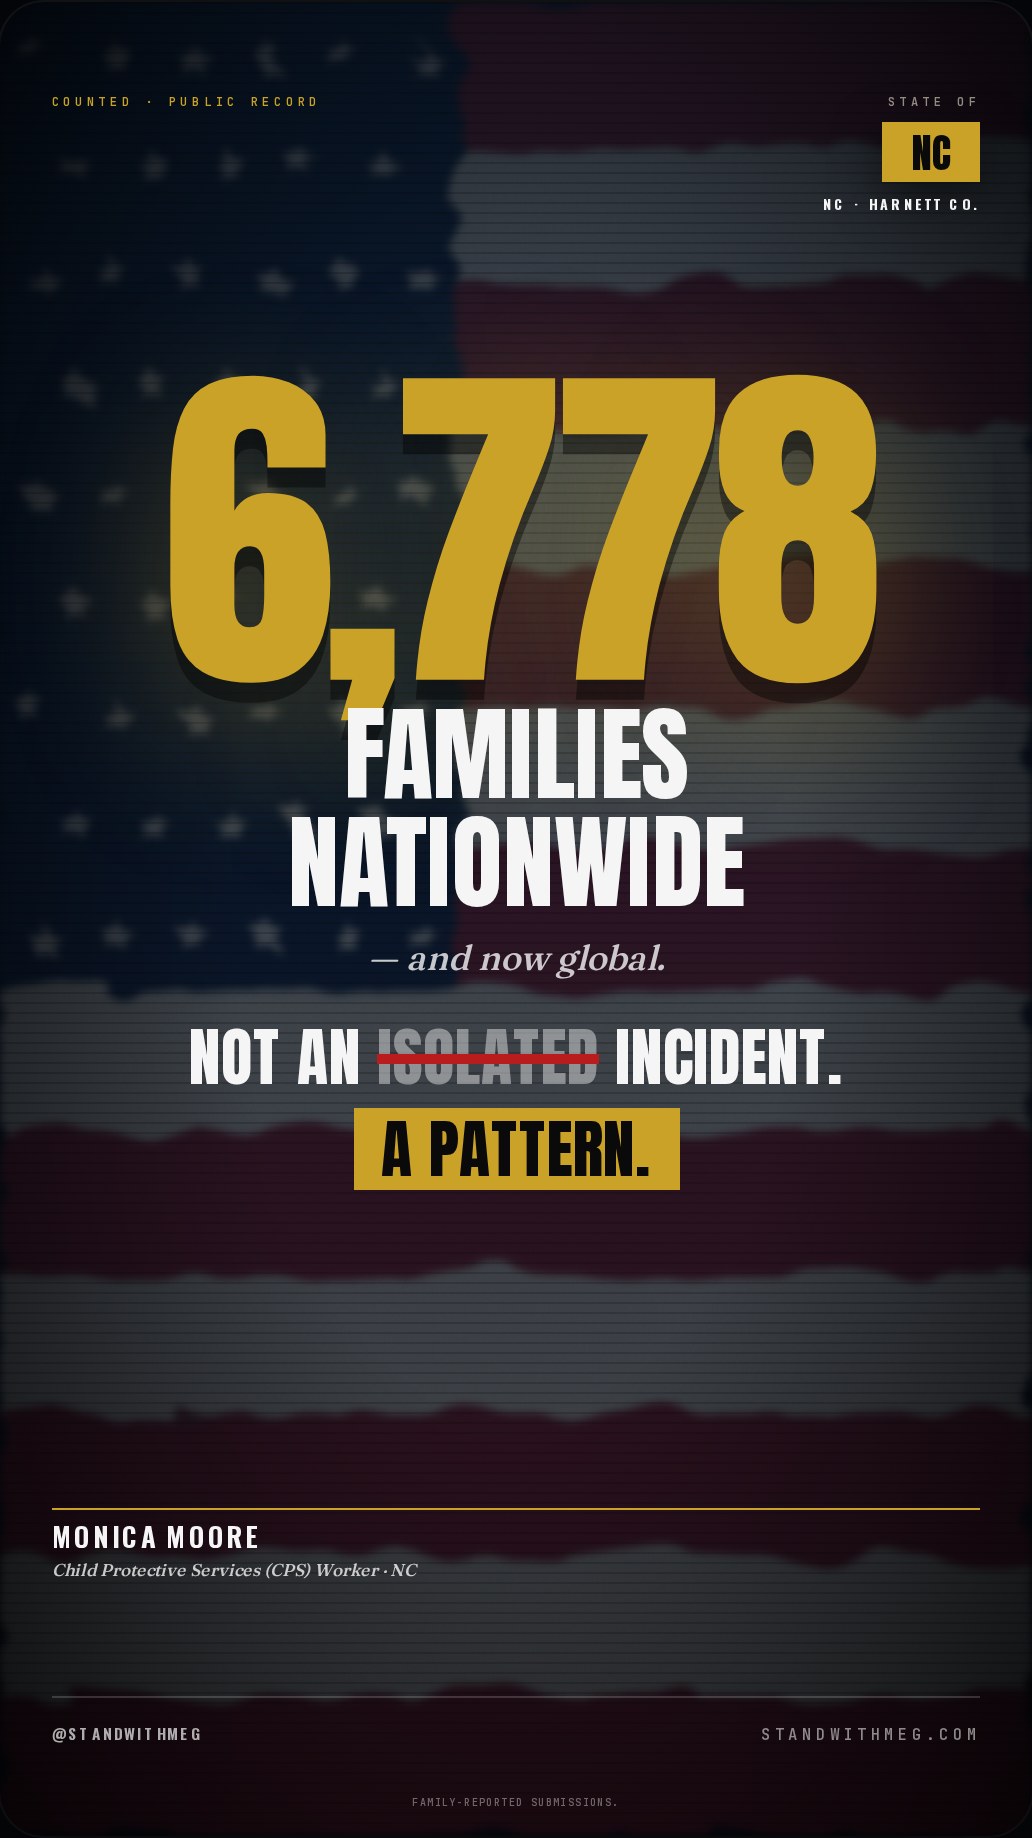 COUNTED · PUBLIC RECORD
STATE OF
NC
NC · HARNETT CO.
6,778
FAMILIES
NATIONWIDE
— and now global.
NOT AN ISOLATED INCIDENT.
A PATTERN.
MONICA MOORE
Child Protective Services (CPS) Worker · NC
@STANDWITHMEG
STANDWITHMEG.COM
FAMILY-REPORTED SUBMISSIONS.